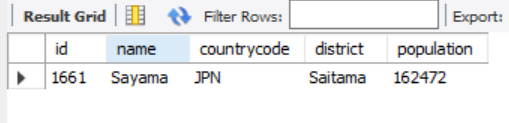 Result Grid Filter Rows: Export:
id name countrycode district population
1661 Sayama JPN Saitama 162472